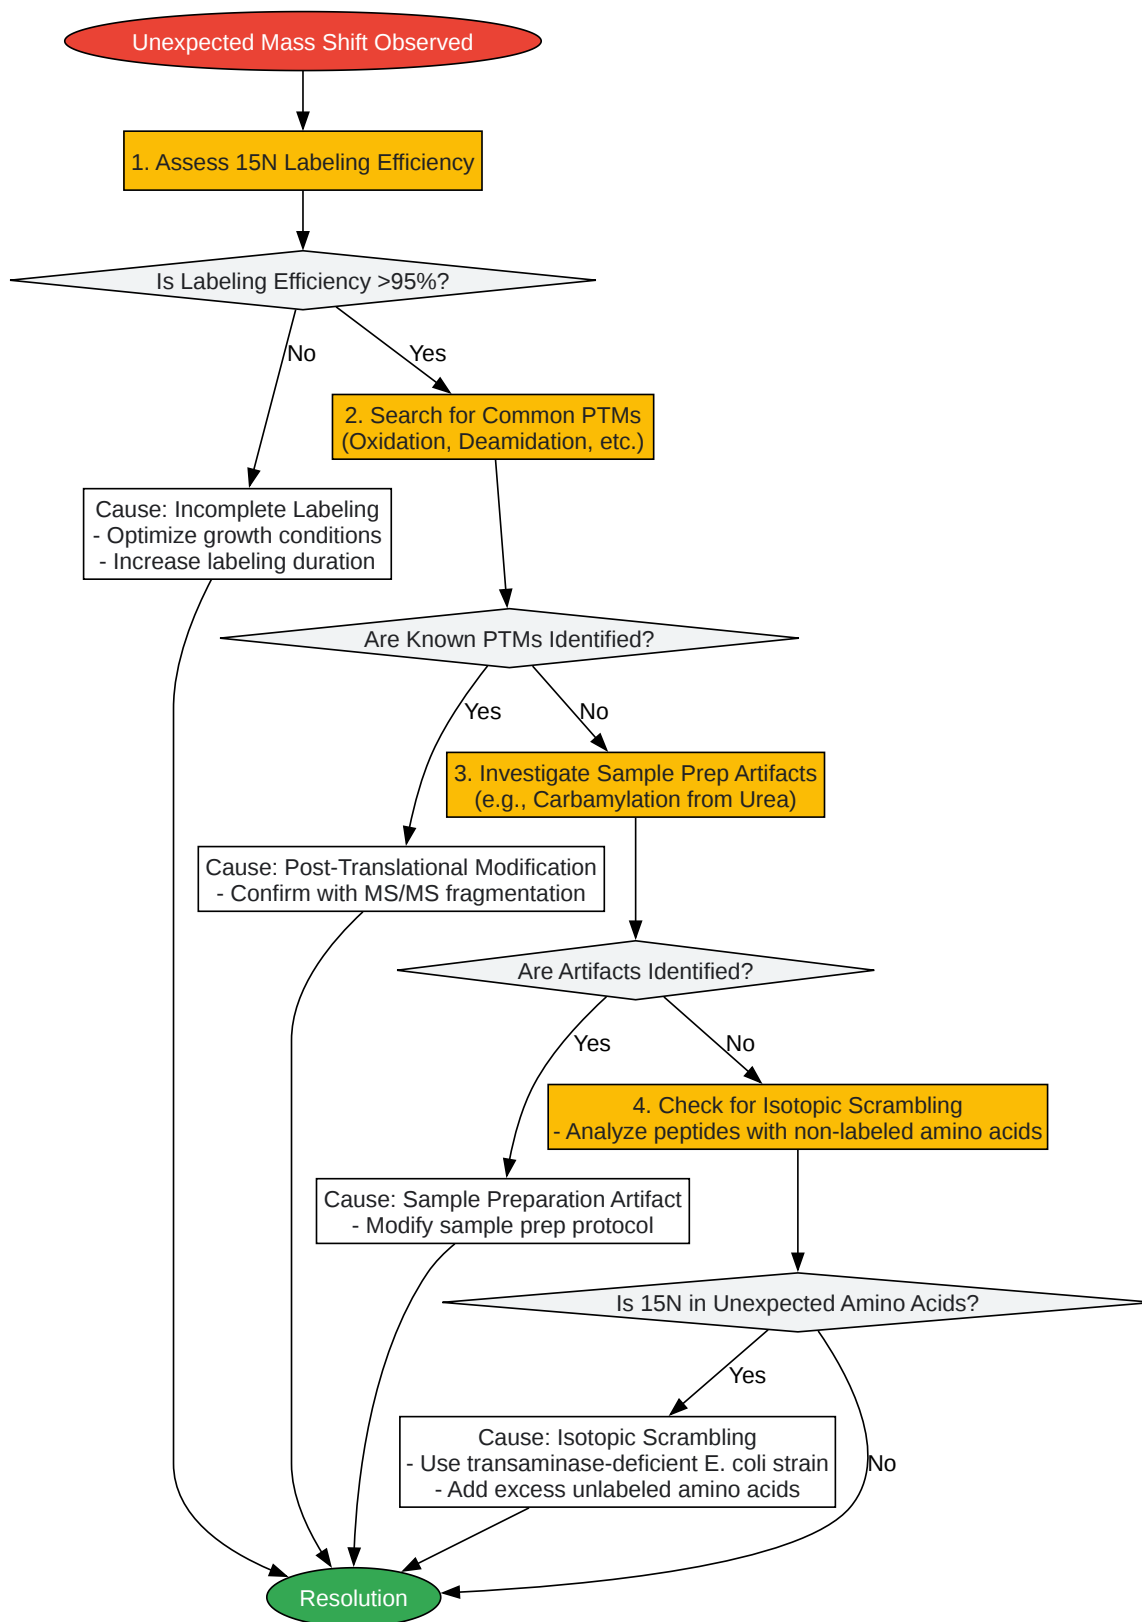 Unexpected Mass Shift Observed
1. Assess 15N Labeling Efficiency
Is Labeling Efficiency >95%?
No
Yes
2. Search for Common PTMs
(Oxidation, Deamidation, etc.)
Cause: Incomplete Labeling
- Optimize growth conditions
- Increase labeling duration
Are Known PTMs Identified?
Yes
No
3. Investigate Sample Prep Artifacts
(e.g., Carbamylation from Urea)
Cause: Post-Translational Modification
- Confirm with MS/MS fragmentation
Are Artifacts Identified?
Yes
No
4. Check for Isotopic Scrambling
- Analyze peptides with non-labeled amino acids
Cause: Sample Preparation Artifact
- Modify sample prep protocol
Is 15N in Unexpected Amino Acids?
Yes
Cause: Isotopic Scrambling
- Use transaminase-deficient E. coli strain
- Add excess unlabeled amino acids
No
Resolution